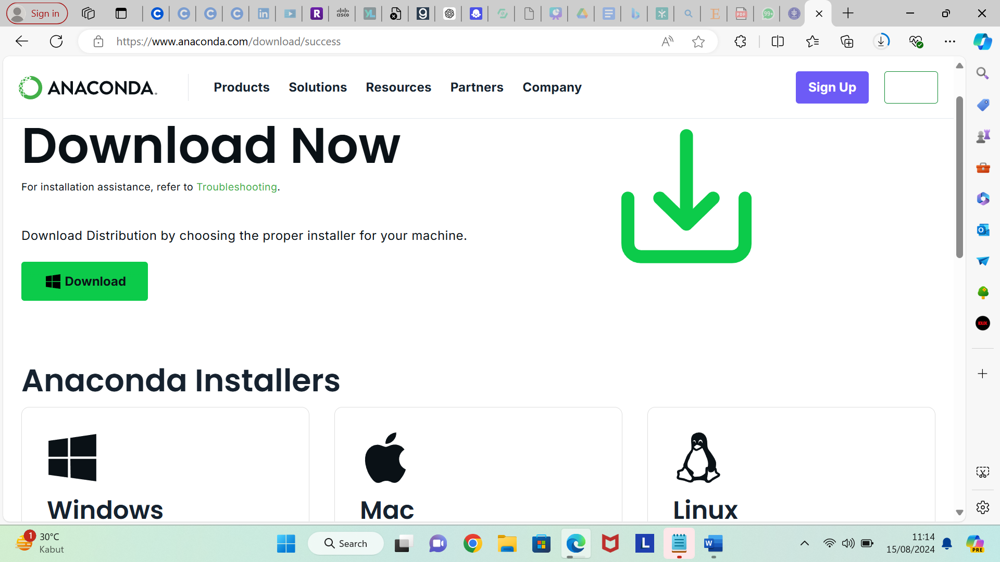 Sign in
https://www.anaconda.com/download/success
ANACONDA.
Products
Solutions
Resources
Partners
Company
Sign Up
Download Now
For installation assistance, refer to Troubleshooting.
Download Distribution by choosing the proper installer for your machine.
Download
Anaconda Installers
Windows
Mac
Linux
1
30°C
Kabut
Search
11:14
15/08/2024
PRE